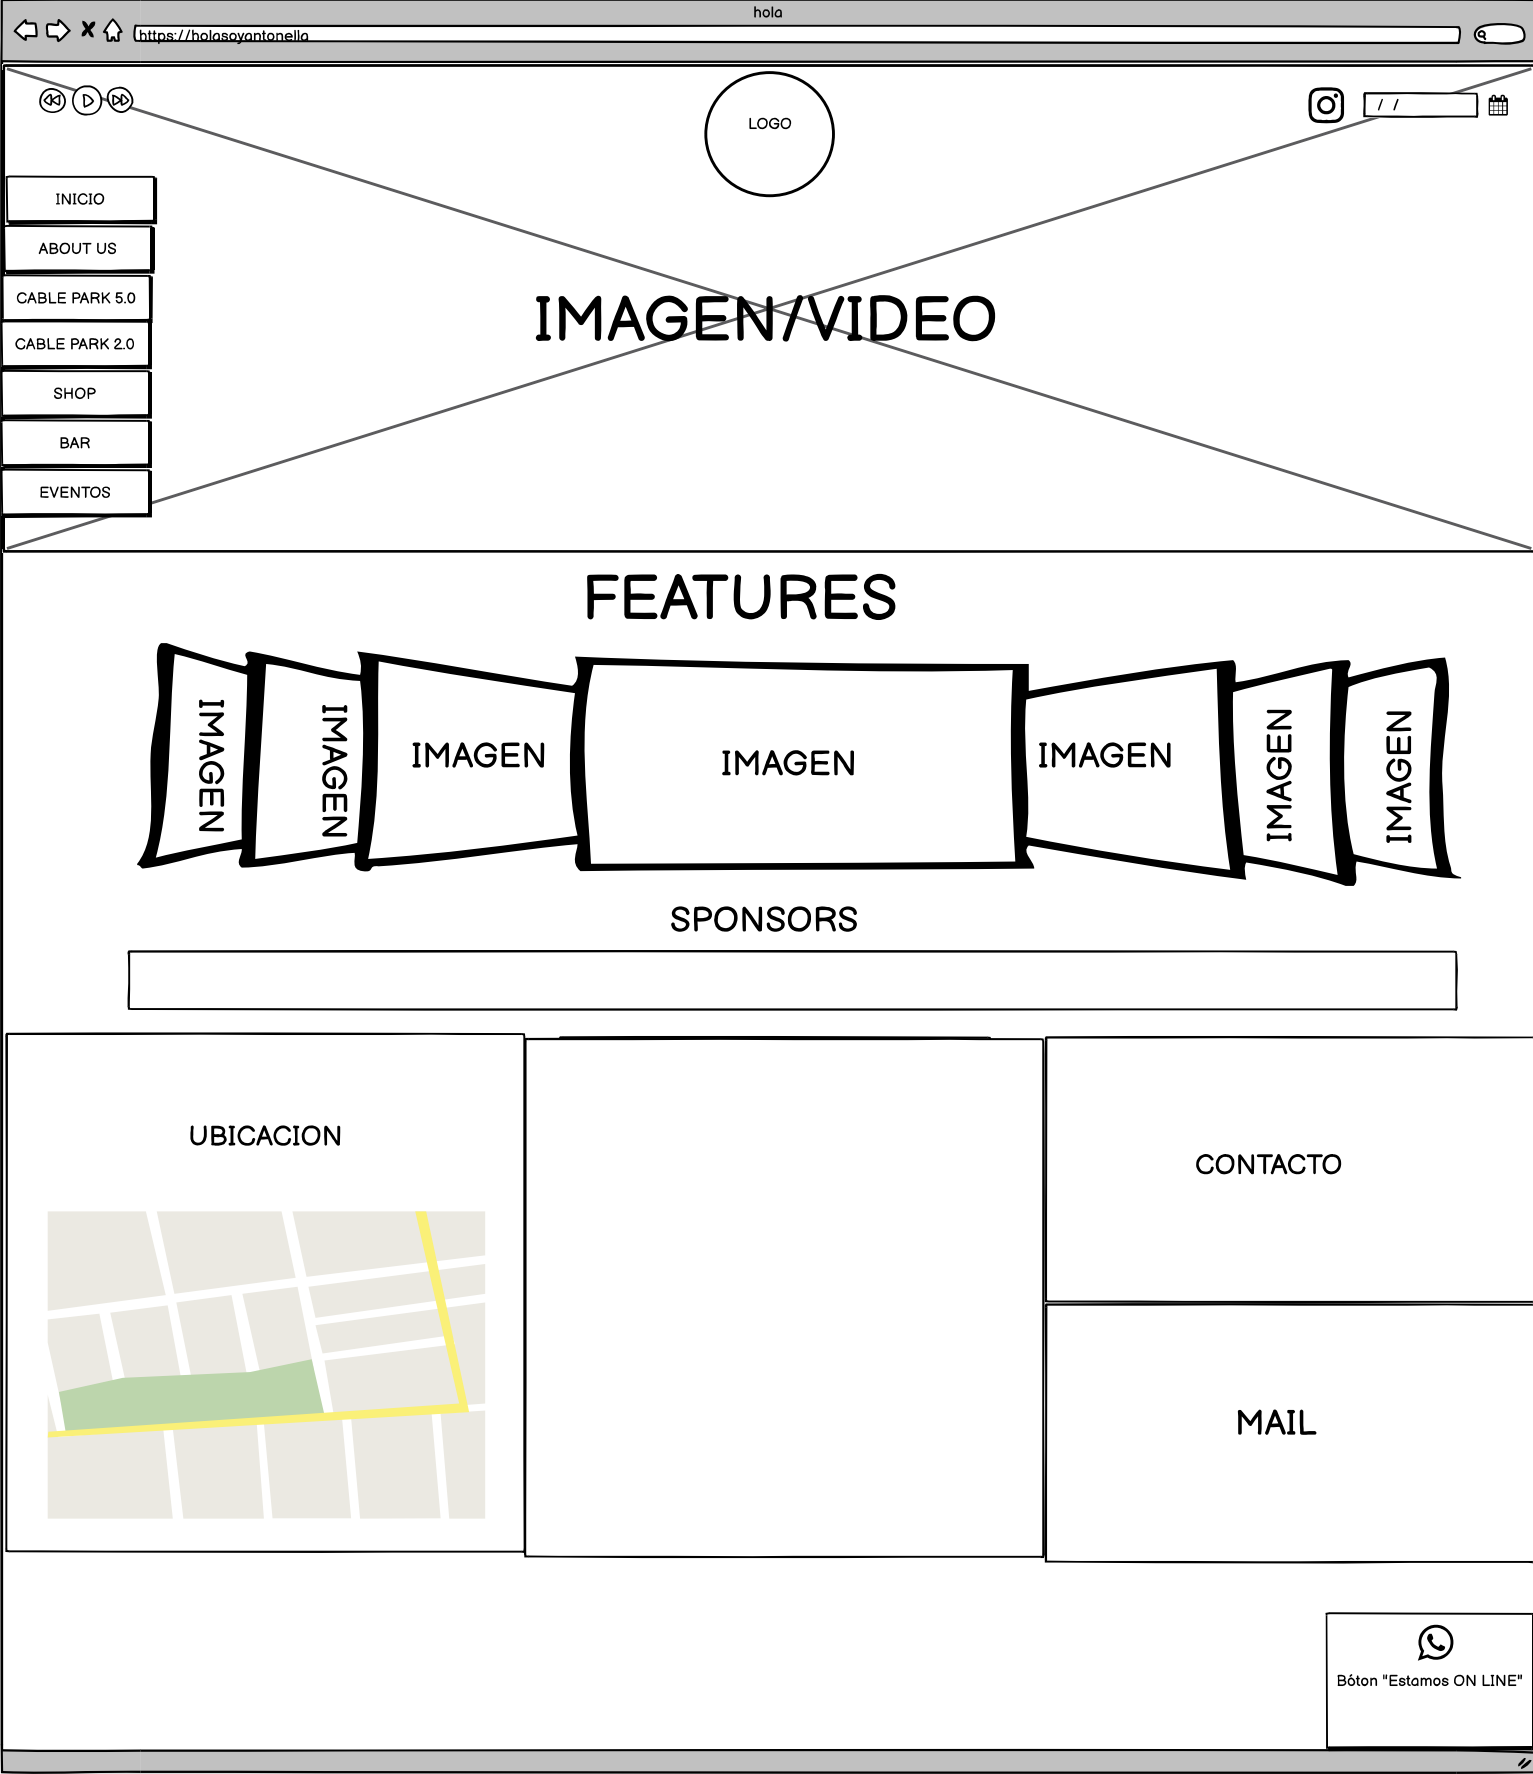 hola
https://holasoyantonella
LOGO
/ /
INICIO
ABOUT US
CABLE PARK 5.0
CABLE PARK 2.0
SHOP
BAR
EVENTOS
IMAGEN/VIDEO
FEATURES
IMAGEN
IMAGEN
IMAGEN
IMAGEN
IMAGEN
IMAGEN
IMAGEN
SPONSORS
UBICACION
CONTACTO
MAIL
Bóton "Estamos ON LINE"